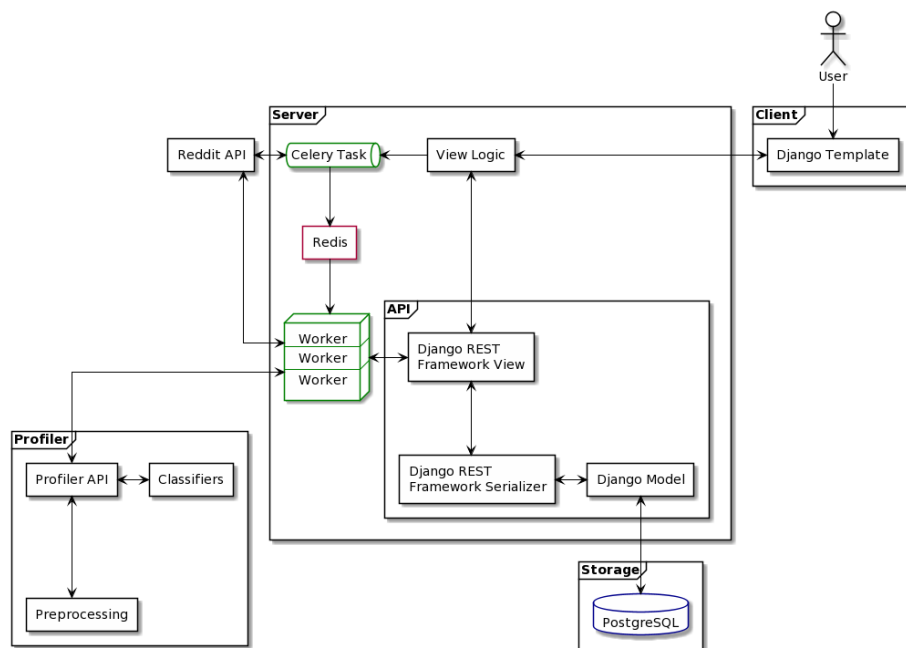 User
Server
Client
Reddit API
Celery Task
View Logic
Django Template
Redis
API
Worker
Worker
Worker
Django REST
Framework View
Profiler
Profiler API
Classifiers
Django REST
Framework Serializer
Django Model
Storage
Preprocessing
PostgreSQL